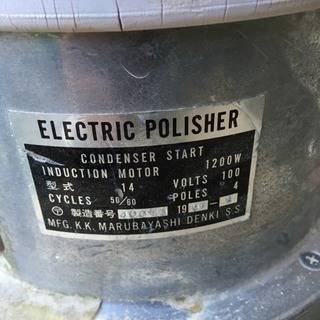 ELECTRIC POLISHER
CONDENSER START
INDUCTION MOTOR 1200W
型式 14 VOLTS 100
CYCLES 50/60 POLES 4
製造番号 19
MFG. K.K. MARUBAYASHI DENKI S.S